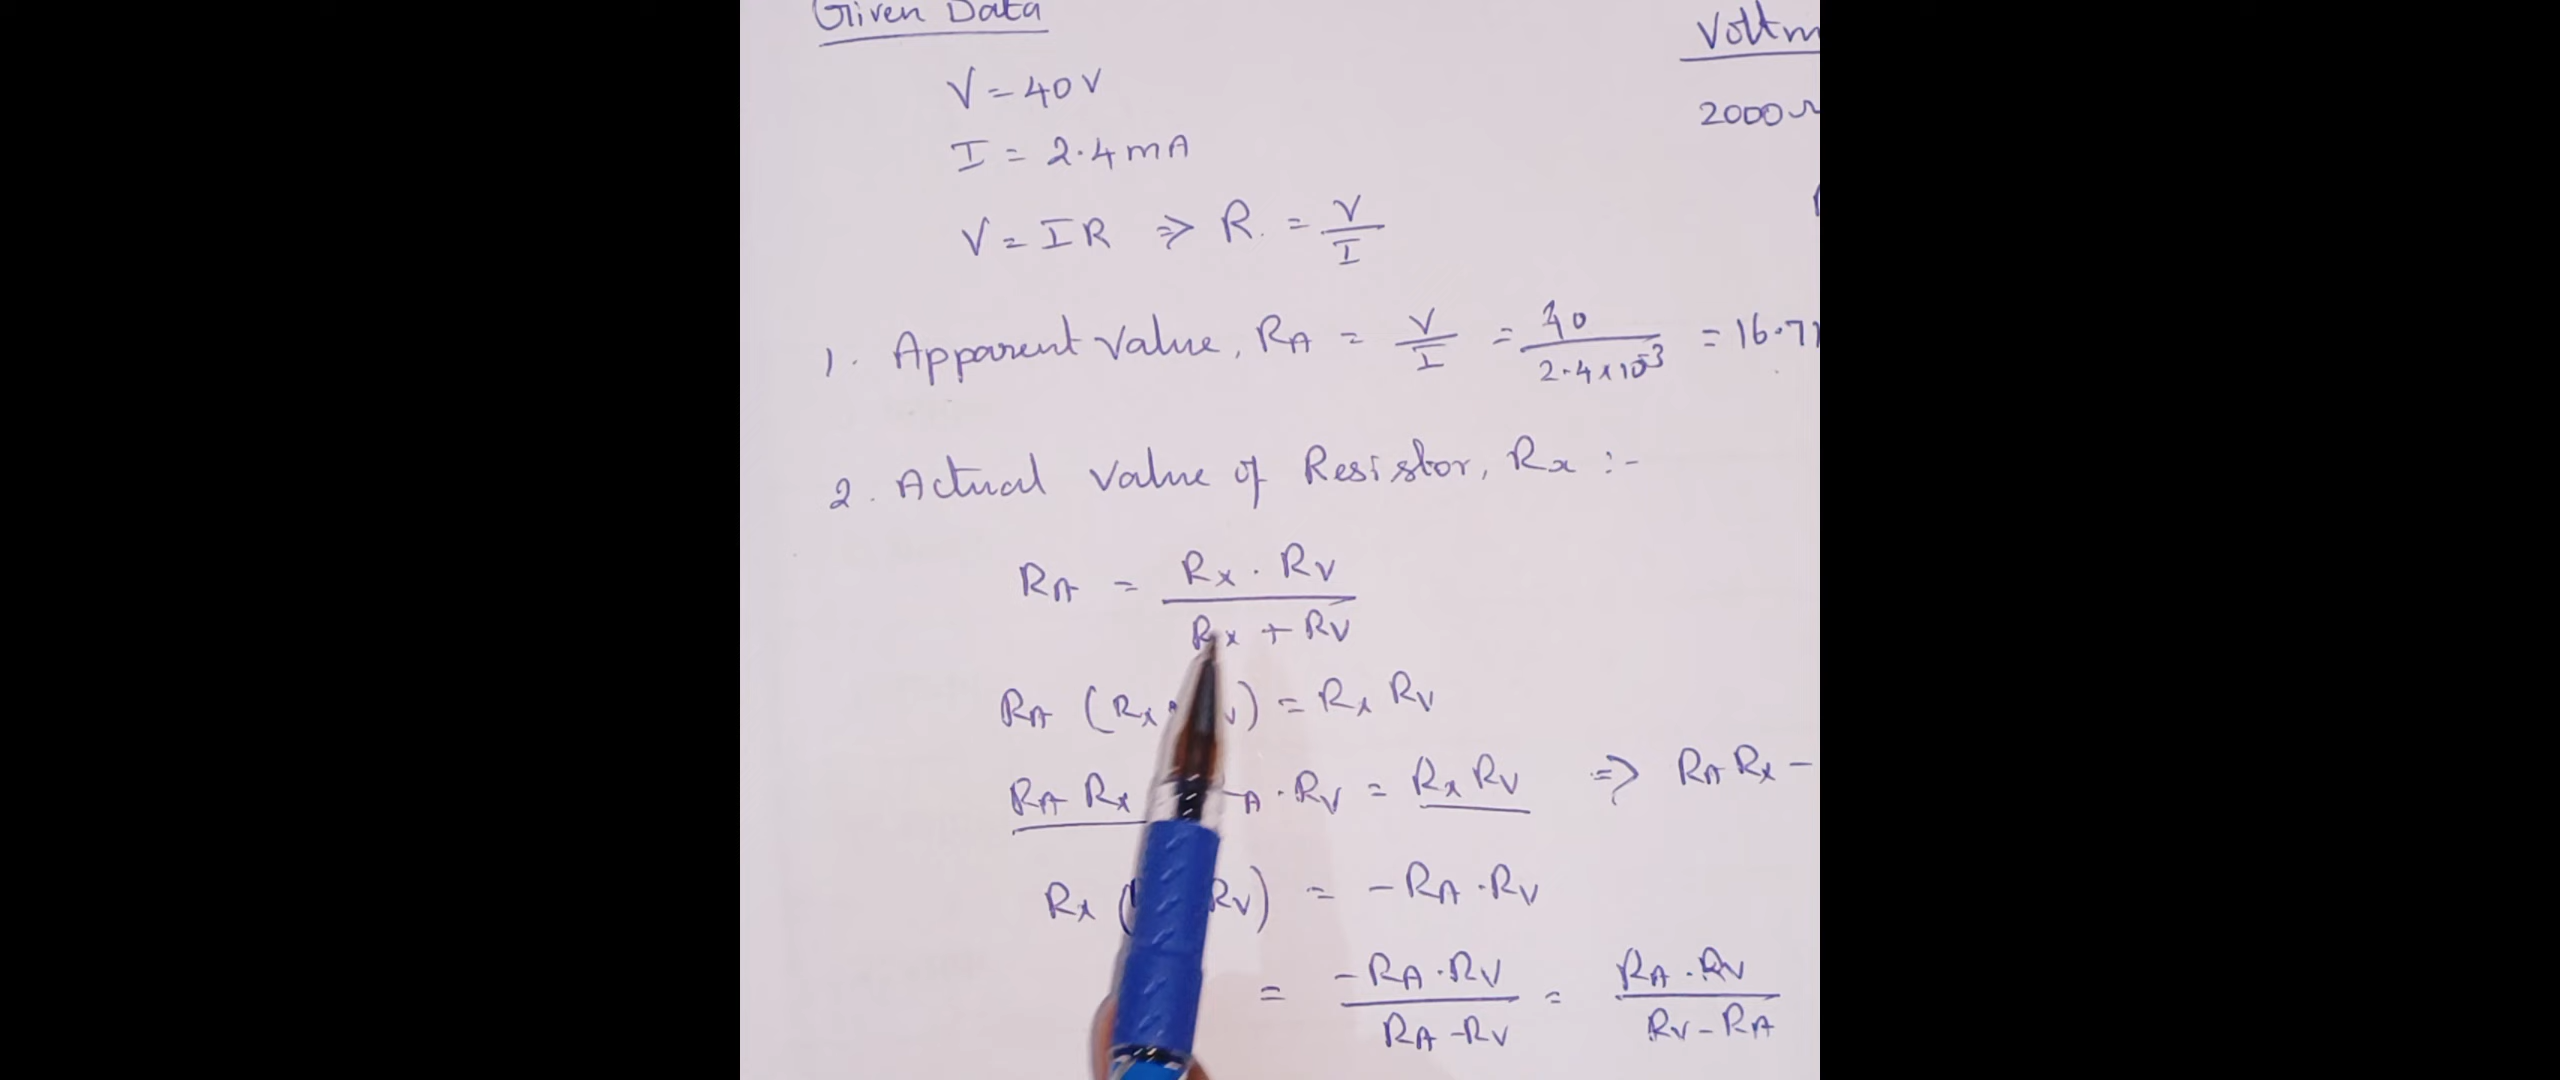 Given Data
V = 40 V
I = 2.4 mA
V = IR ⇒ R = V/I
1. Apparent Value, RA = V/I = 40/2.4×10⁻³ = 16.7
2. Actual Value of Resistor, Rx :-
RA = Rx . RV / Rx + RV
RA (Rx ) = Rx RV
RA Rx A . RV = Rx RV ⇒ RA Rx –
Rx ( RV) = – RA . RV
= –RA . RV / RA – RV = RA . RV / RV – RA
Voltm
2000